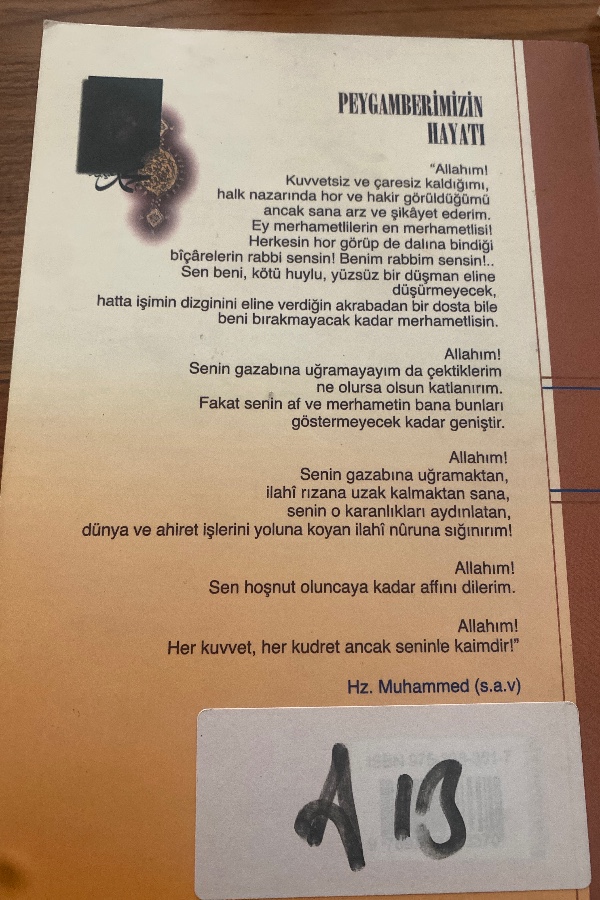 PEYGAMBERİMİZİN
HAYATI
"Allahım!
Kuvvetsiz ve çaresiz kaldığımı,
halk nazarında hor ve hakir görüldüğümü
ancak sana arz ve şikâyet ederim.
Ey merhametlilerin en merhametlisi!
Herkesin hor görüp de dalına bindiği
bîçârelerin rabbi sensin! Benim rabbim sensin!..
Sen beni, kötü huylu, yüzsüz bir düşman eline
düşürmeyecek,
hatta işimin dizginini eline verdiğin akrabadan bir dosta bile
beni bırakmayacak kadar merhametlisin.
Allahım!
Senin gazabına uğramayayım da çektiklerim
ne olursa olsun katlanırım.
Fakat senin af ve merhametin bana bunları
göstermeyecek kadar geniştir.
Allahım!
Senin gazabına uğramaktan,
ilahî rızana uzak kalmaktan sana,
senin o karanlıkları aydınlatan,
dünya ve ahiret işlerini yoluna koyan ilahî nûruna sığınırım!
Allahım!
Sen hoşnut oluncaya kadar affını dilerim.
Allahım!
Her kuvvet, her kudret ancak seninle kaimdir!"
Hz. Muhammed (s.a.v)
A 13